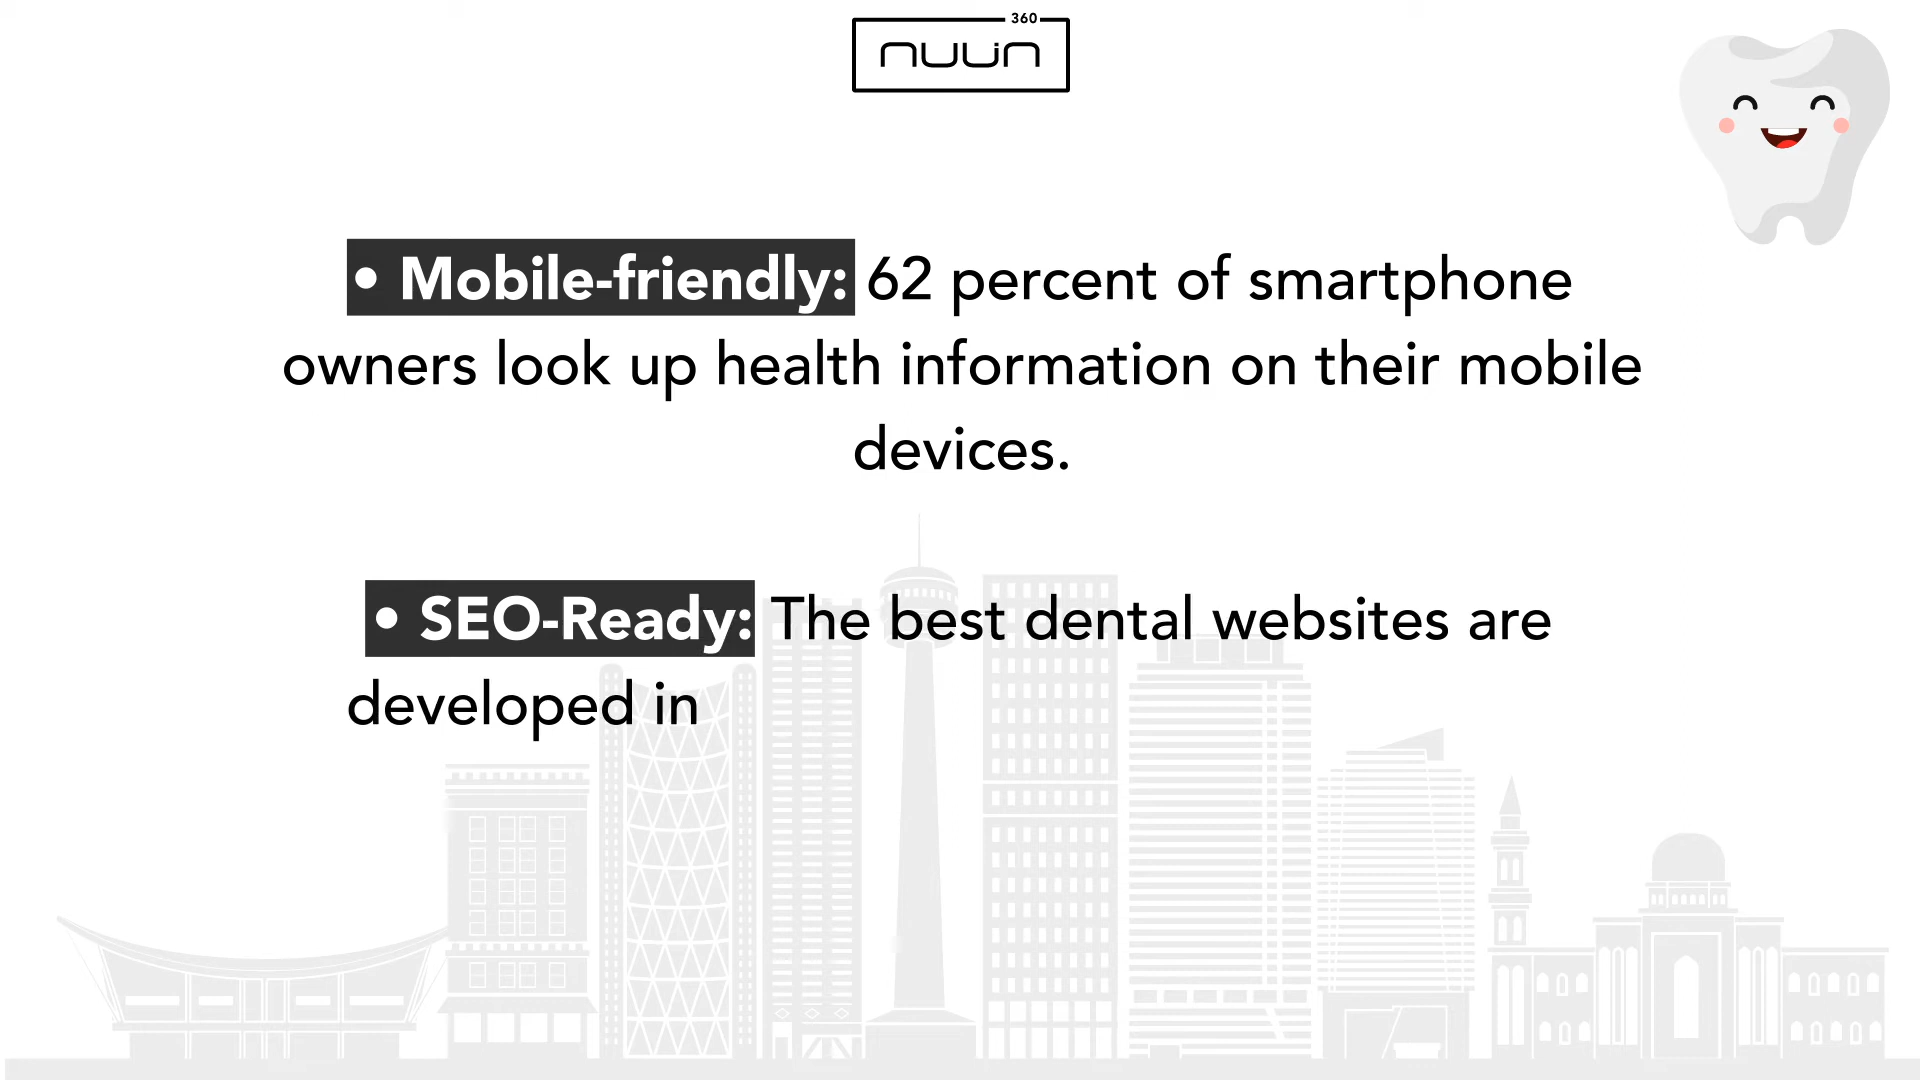 360
nuun
• Mobile-friendly: 62 percent of smartphone
owners look up health information on their mobile
devices.
• SEO-Ready: The best dental websites are
developed in